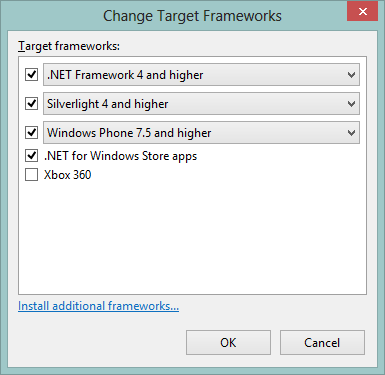 Change Target Frameworks
Target frameworks:
.NET Framework 4 and higher
Silverlight 4 and higher
Windows Phone 7.5 and higher
.NET for Windows Store apps
Xbox 360
Install additional frameworks...
OK
Cancel